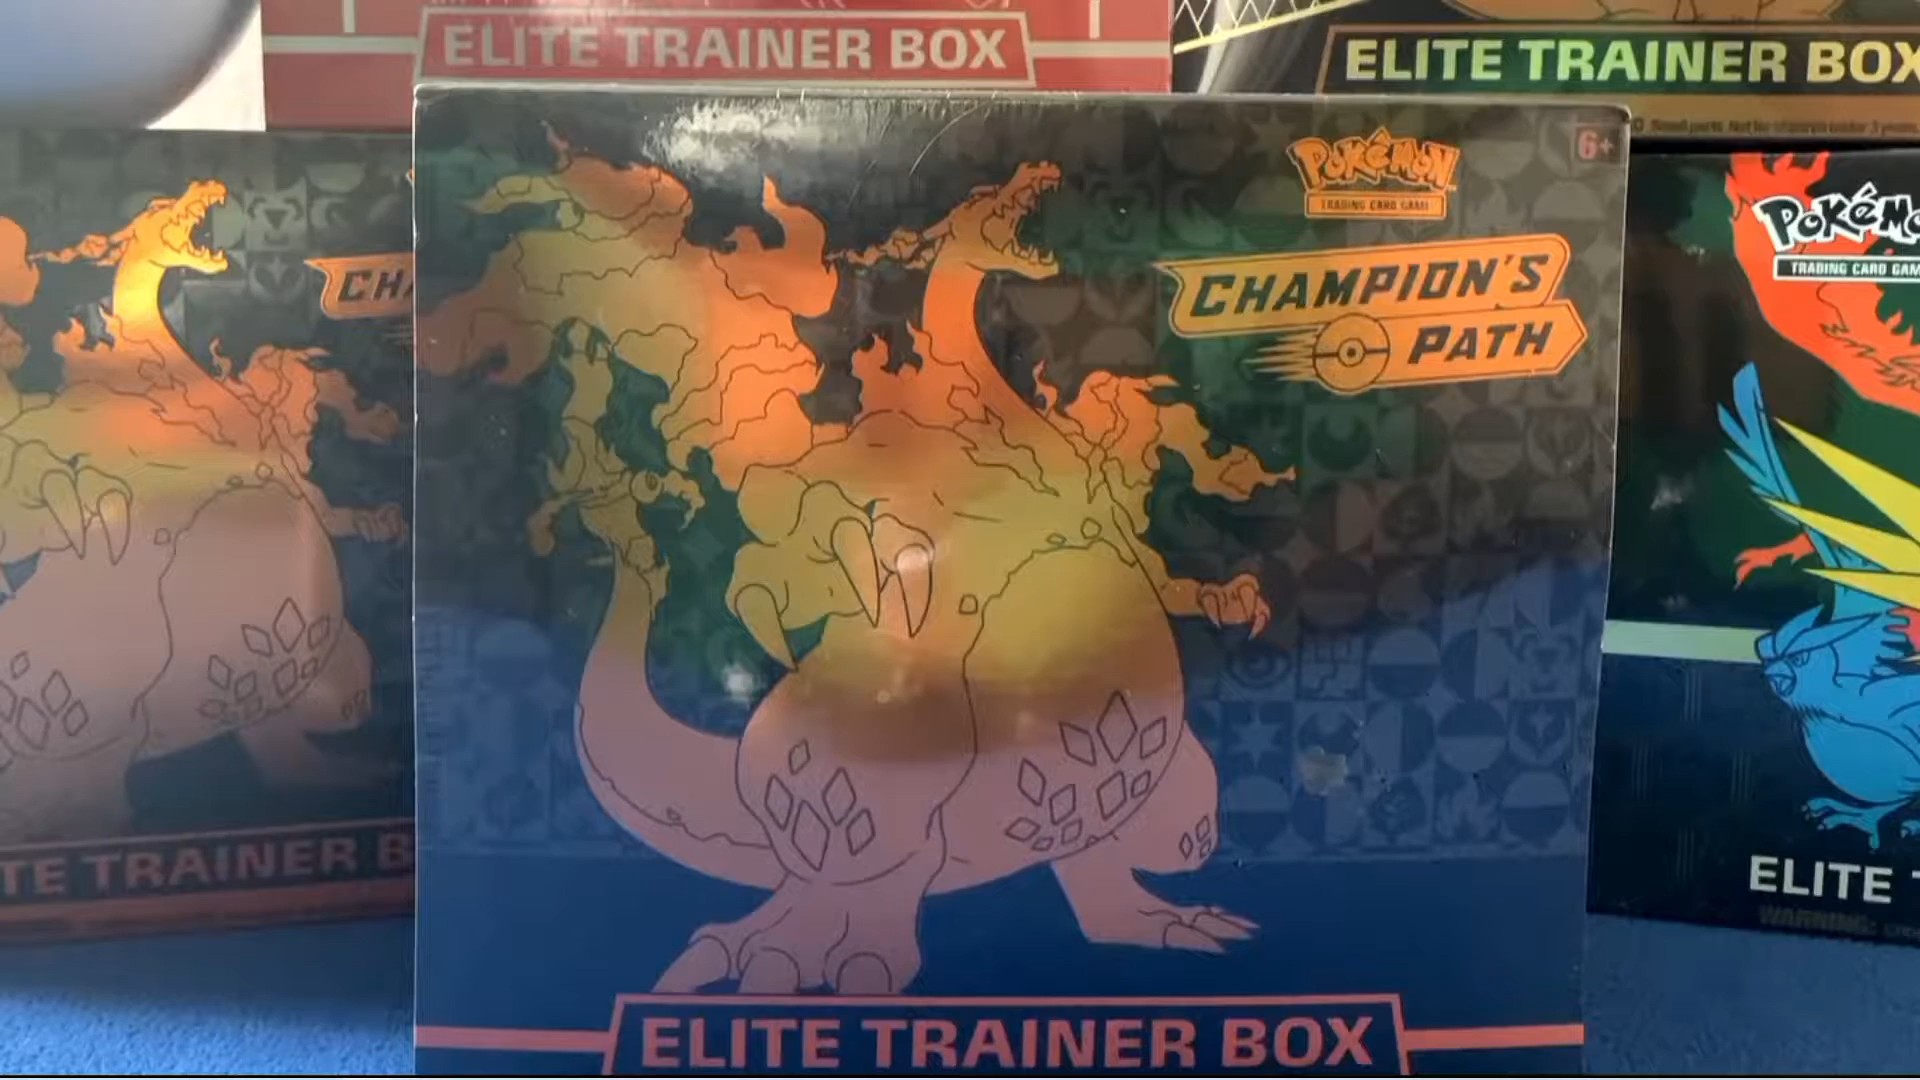 ELITE TRAINER BOX
ELITE TRAINER BOX
Pokémon
TRADING CARD GAME
6+
CHAMPION'S
PATH
ELITE TRAINER BOX
CHA
TE TRAINER B
Pokémo
TRADING CARD GAM
ELITE T
WARNING: